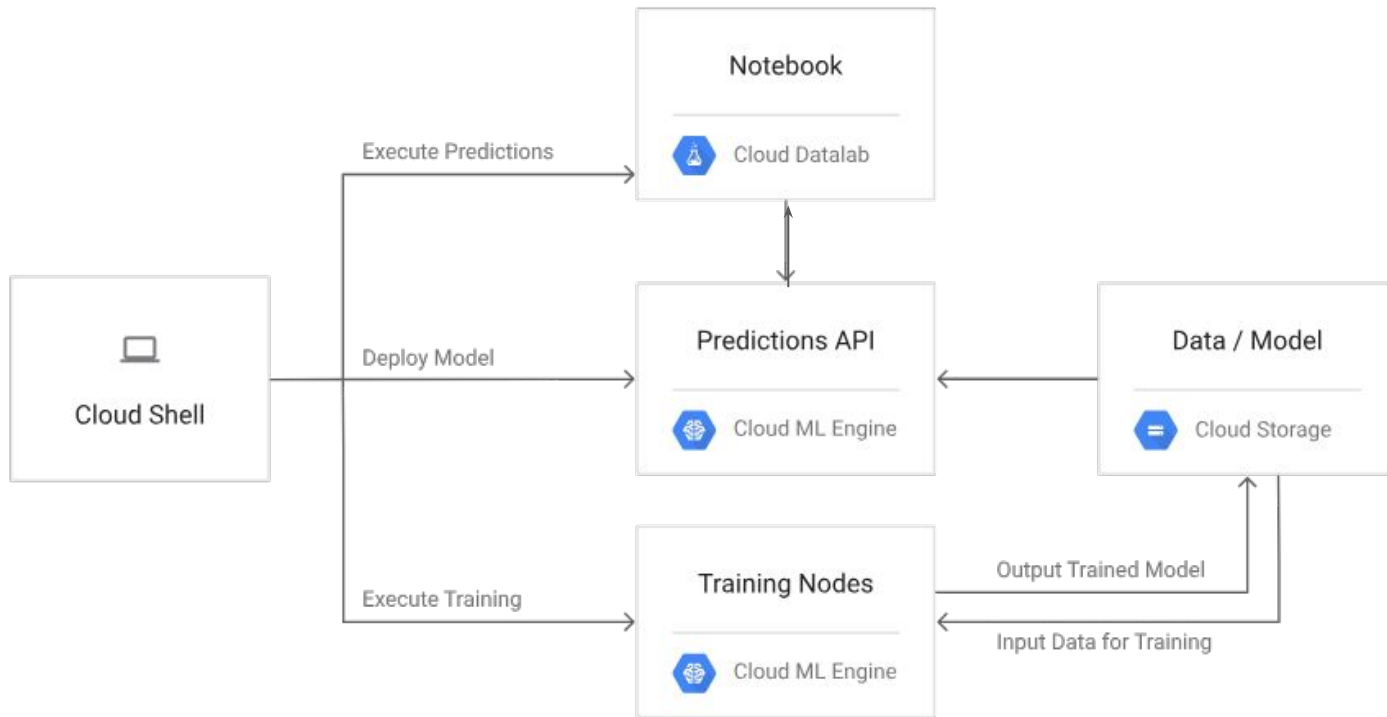 Notebook
Cloud Datalab
Execute Predictions
Cloud Shell
Deploy Model
Predictions API
Cloud ML Engine
Data / Model
Cloud Storage
Execute Training
Training Nodes
Cloud ML Engine
Output Trained Model
Input Data for Training